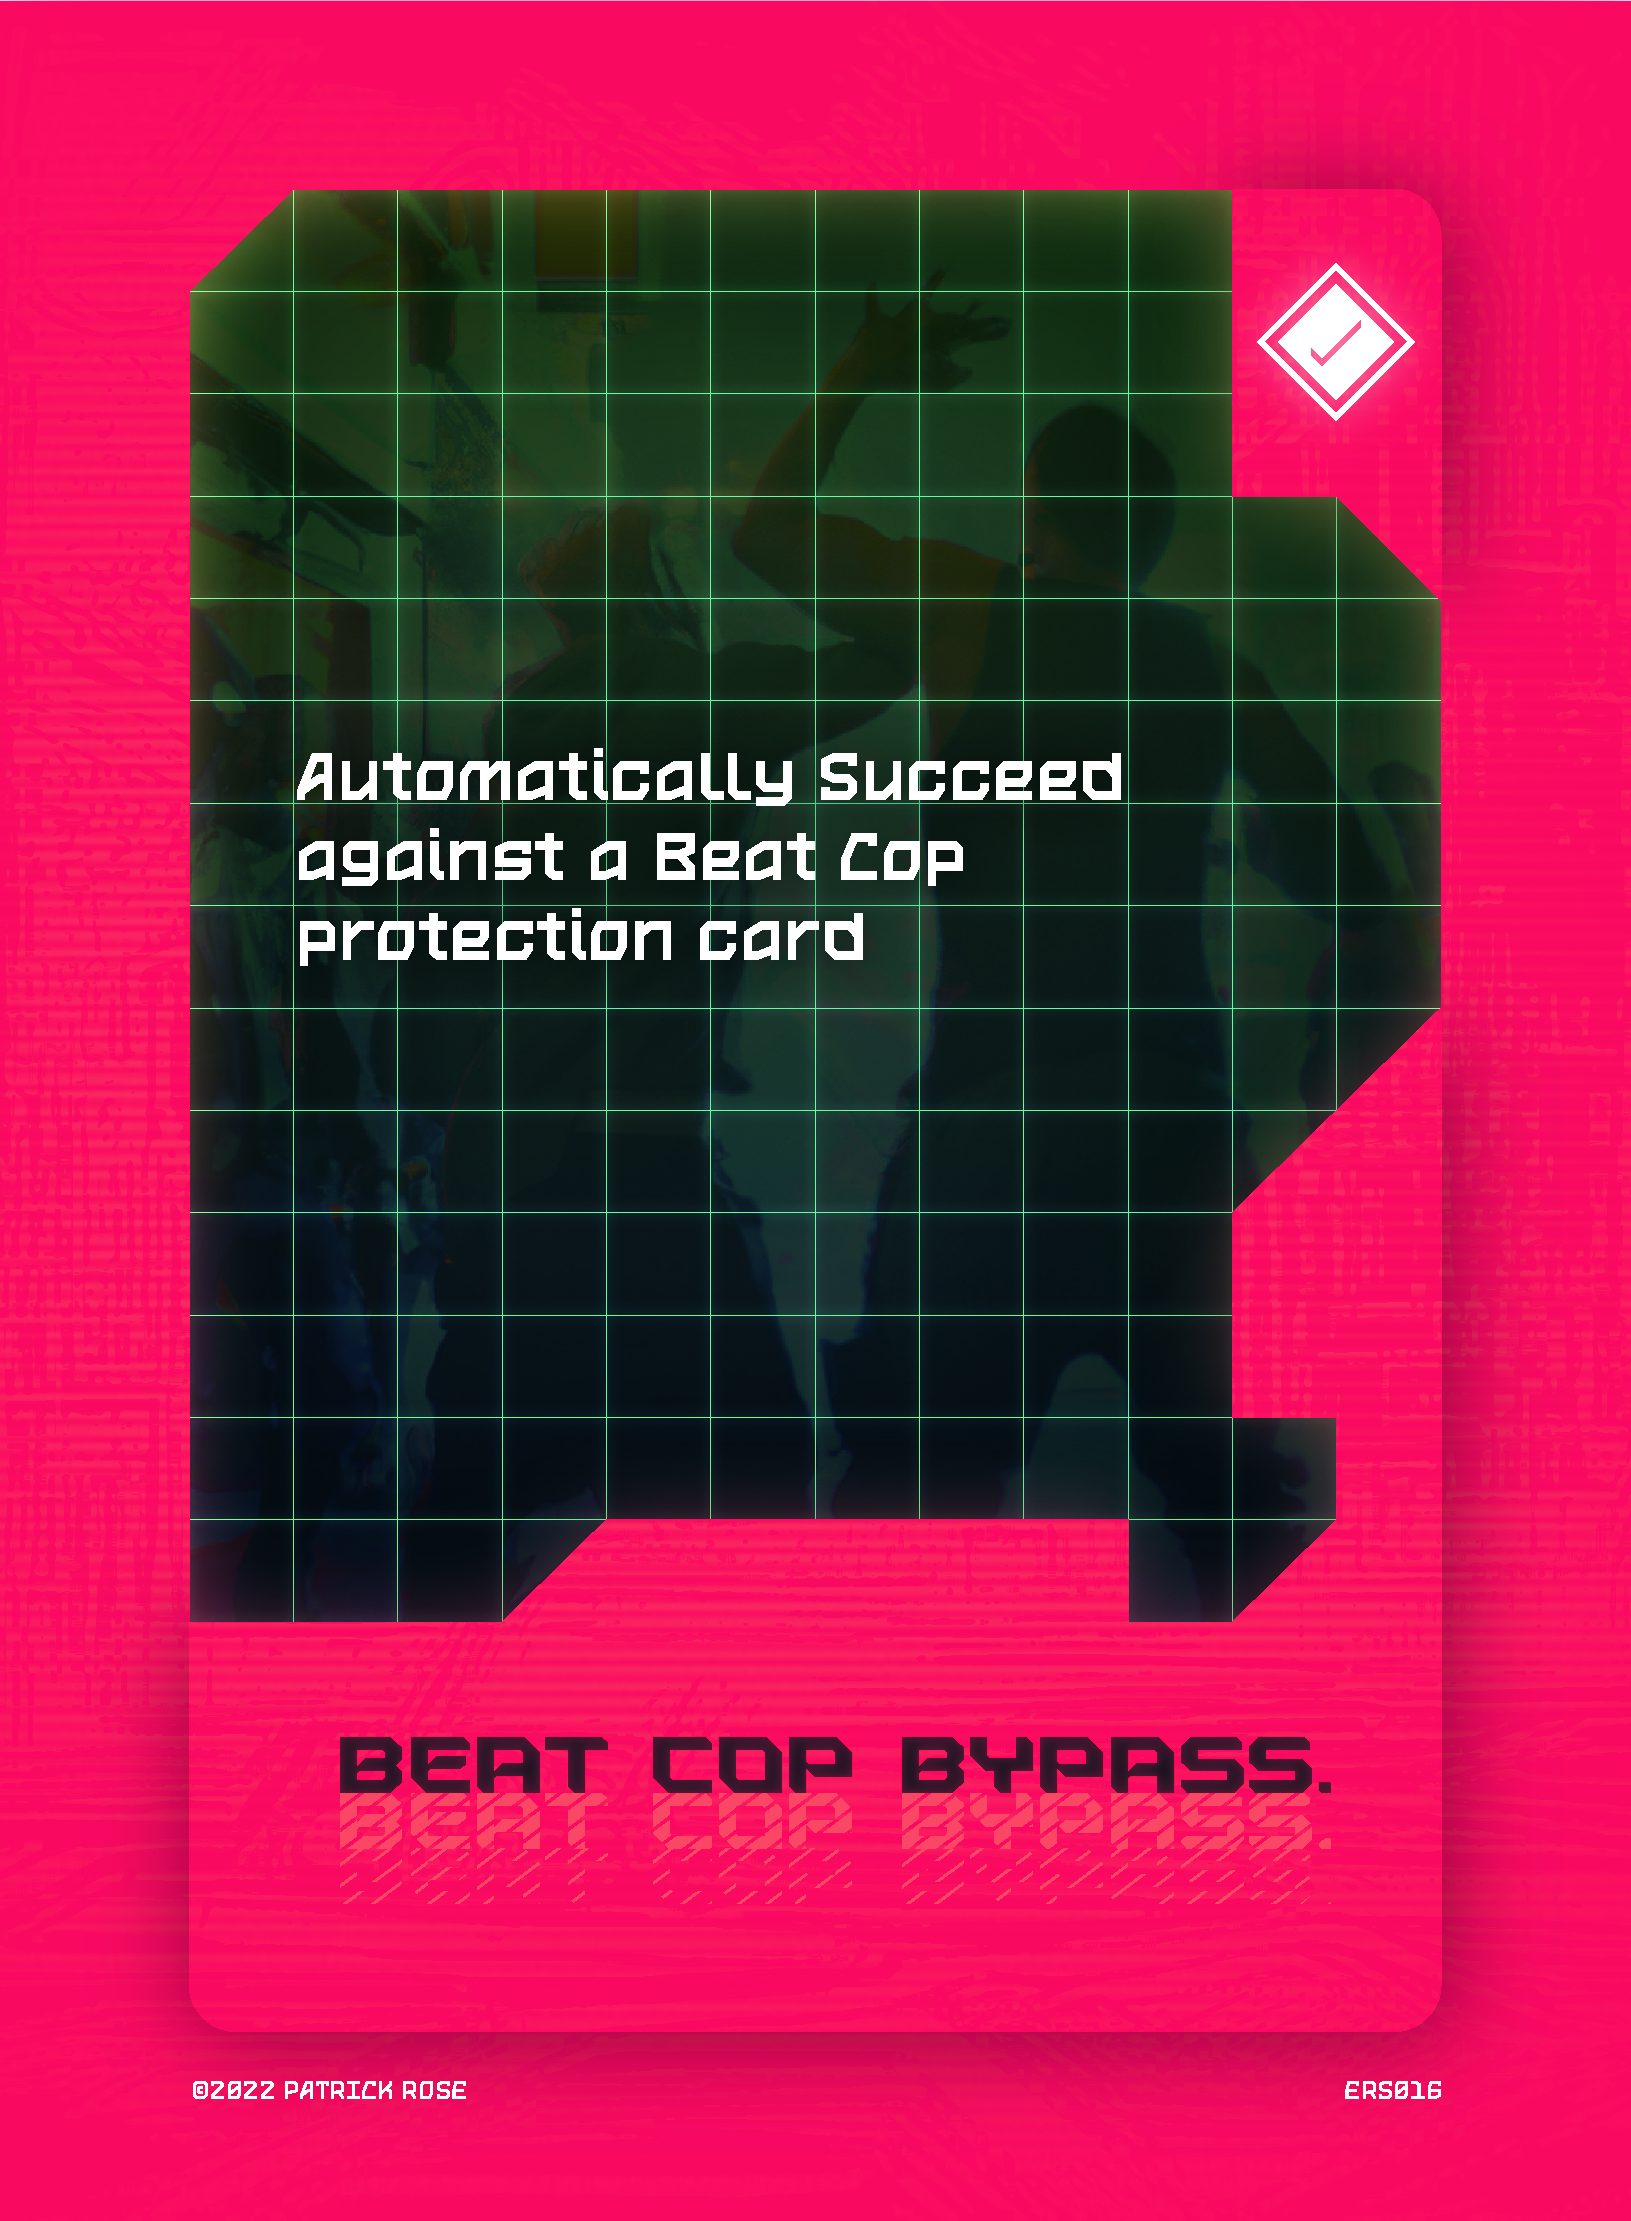 Automatically Succeed
against a Beat Cop
protection card
BEAT COP BYPASS.
BEAT COP BYPASS.
©2022 PATRICK ROSE
ERS016